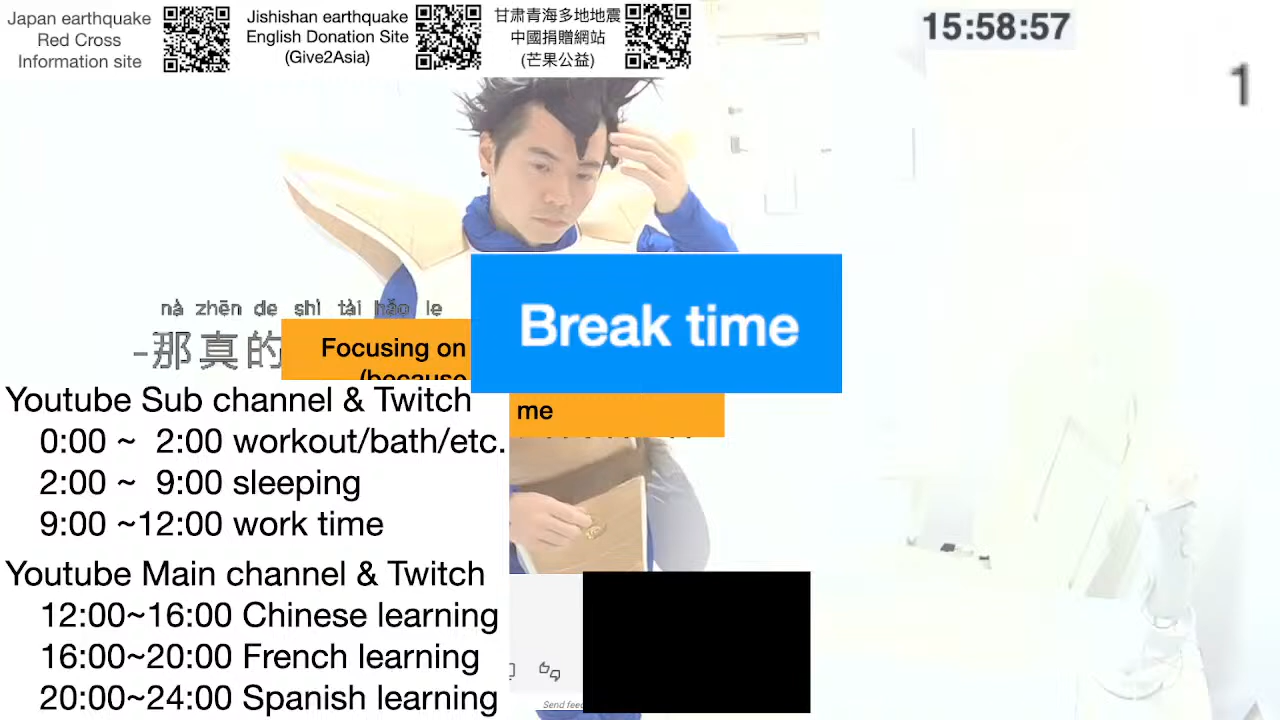 Japan earthquake
Red Cross
Information site
Jishishan earthquake
English Donation Site
(Give2Asia)
甘肃青海多地地震
中國捐贈網站
(芒果公益)
15:58:57
1
nà zhēn de shì tài hǎo le
-那真的
Focusing on
(because
me
Break time
Youtube Sub channel & Twitch
0:00 ~ 2:00 workout/bath/etc.
2:00 ~ 9:00 sleeping
9:00 ~12:00 work time
Youtube Main channel & Twitch
12:00~16:00 Chinese learning
16:00~20:00 French learning
20:00~24:00 Spanish learning
Send